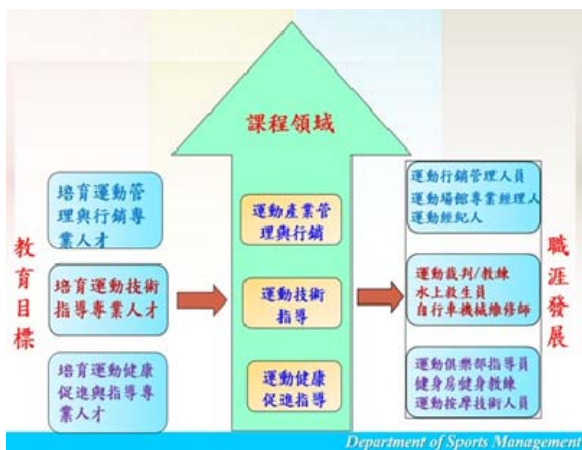 課程領域
教育目標
培育運動管
理與行銷專
業人才
培育運動技術
指導專業人才
培育運動健康
促進與指導專
業人才
運動產業管
理與行銷
運動技術
指導
運動健康
促進指導
運動行銷管理人員
運動場館專業經理人
運動經紀人
運動裁判/教練
水上救生員
自行車機械維修師
運動俱樂部指導員
健身房健身教練
運動按摩技術人員
職涯發展
Department of Sports Management